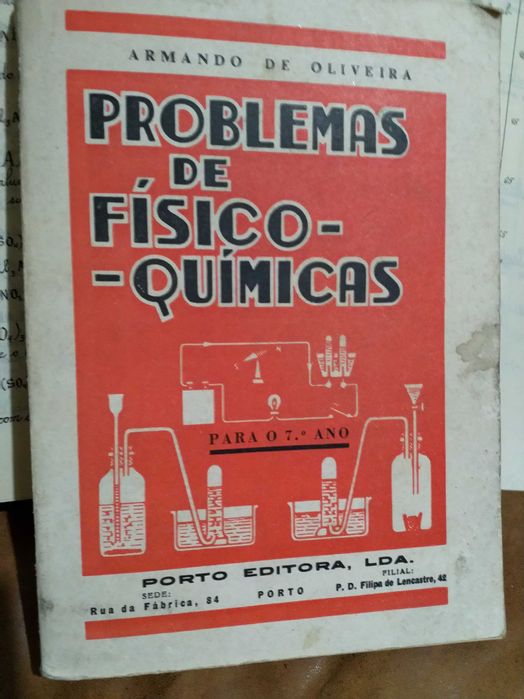 ARMANDO DE OLIVEIRA
PROBLEMAS
DE
FÍSICO-
-QUÍMICAS
PARA O 7.º ANO
PORTO EDITORA, LDA.
SEDE:
Rua da Fábrica, 84
PORTO
FILIAL:
P. D. Filipa de Lencastre, 42